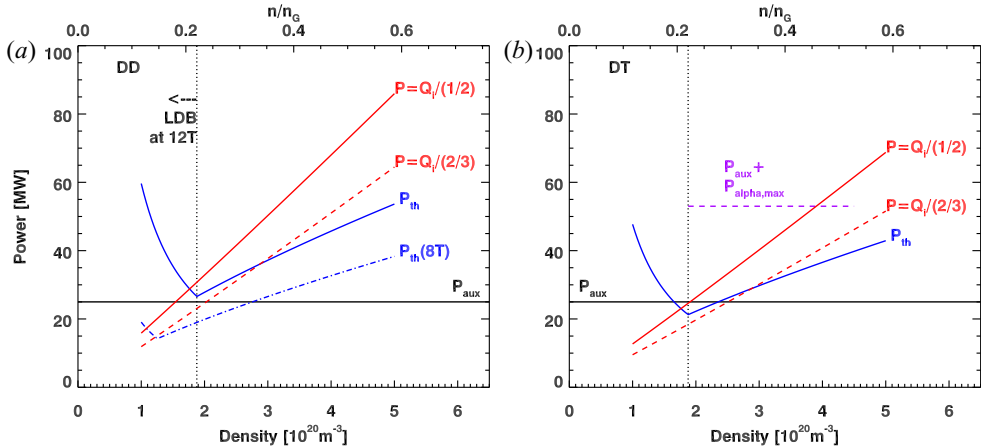 n/n_G
0.0 0.2 0.4 0.6
(a)
DD
<---
LDB
at 12T
P=Q_i/(1/2)
P=Q_i/(2/3)
P_th
P_th(8T)
P_aux
Power [MW]
100
80
60
40
20
0
0 1 2 3 4 5 6
Density [10^20m^-3]
n/n_G
0.0 0.2 0.4 0.6
(b)
DT
P=Q_i/(1/2)
P_aux+
P_alpha,max
P=Q_i/(2/3)
P_th
P_aux
100
80
60
40
20
0
0 1 2 3 4 5 6
Density [10^20m^-3]